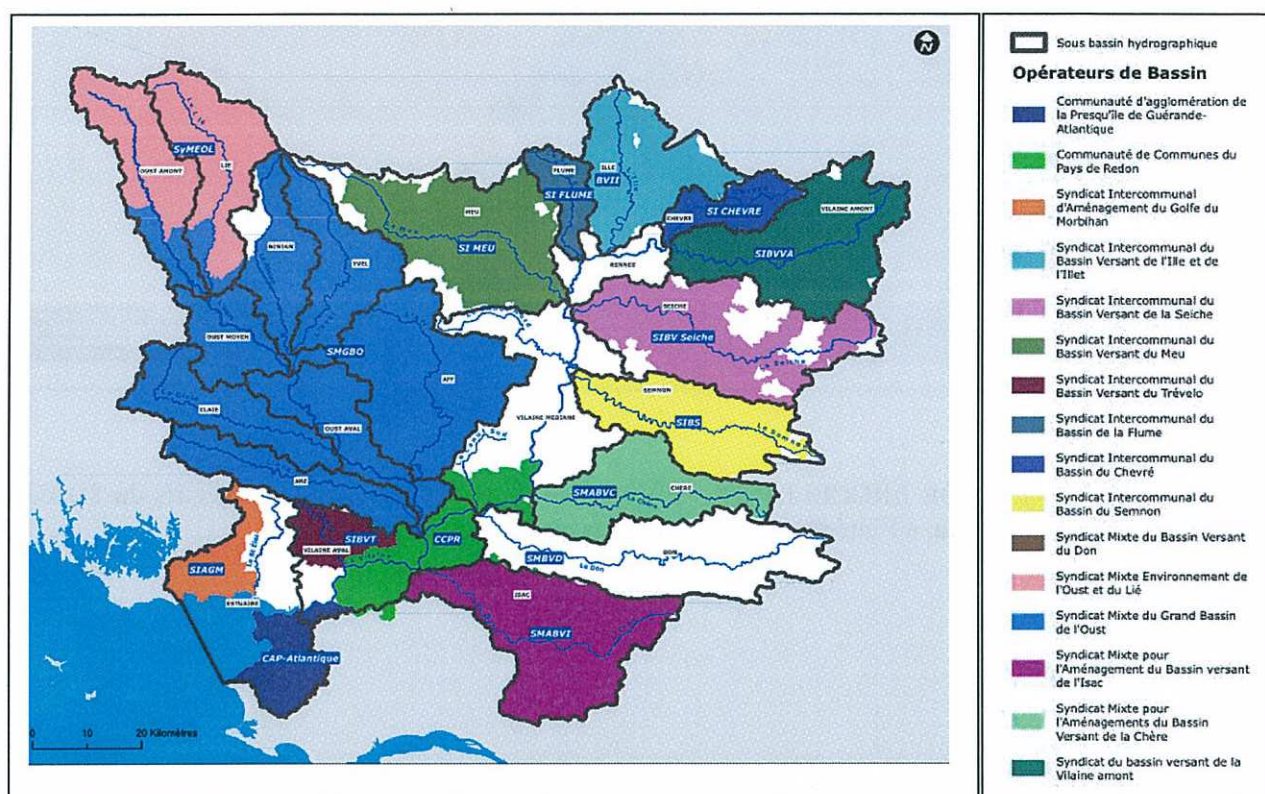 N
SyMEOL
OUST AMONT
LIE
Le Lié
NINIAN
YVEL
MEU
SI MEU
FLUME
SI FLUME
ILLE
BVII
CHEVRE
SI CHEVRE
VILAINE AMONT
SIBVVA
RENNES
SEICHE
SIBV Seiche
La Seiche
OUST MOYEN
SMGBO
AFF
CLAIE
La Claie
OUST AVAL
SEMNON
SIBS
Le Semnon
VILAINE MEDIANE
ARZ
SMABVC
CHERE
La Chère
SIBVT
VILAINE AVAL
CCPR
SMBVD
DON
Le Don
SIAGM
ESTUAIRE
ISAC
SMABVI
CAP-Atlantique
0 10 20 Kilomètres
Sous bassin hydrographique
Opérateurs de Bassin
Communauté d'agglomération de
la Presqu'île de Guérande-
Atlantique
Communauté de Communes du
Pays de Redon
Syndicat Intercommunal
d'Aménagement du Golfe du
Morbihan
Syndicat Intercommunal du
Bassin Versant de l'Ille et de
l'Illet
Syndicat Intercommunal du
Bassin Versant de la Seiche
Syndicat Intercommunal du
Bassin Versant du Meu
Syndicat Intercommunal du
Bassin Versant du Trévelo
Syndicat Intercommunal du
Bassin de la Flume
Syndicat Intercommunal du
Bassin du Chevré
Syndicat Intercommunal du
Bassin du Semnon
Syndicat Mixte du Bassin Versant
du Don
Syndicat Mixte Environnement de
l'Oust et du Lié
Syndicat Mixte du Grand Bassin
de l'Oust
Syndicat Mixte pour
l'Aménagement du Bassin versant
de l'Isac
Syndicat Mixte pour
l'Aménagements du Bassin
Versant de la Chère
Syndicat du bassin versant de la
Vilaine amont